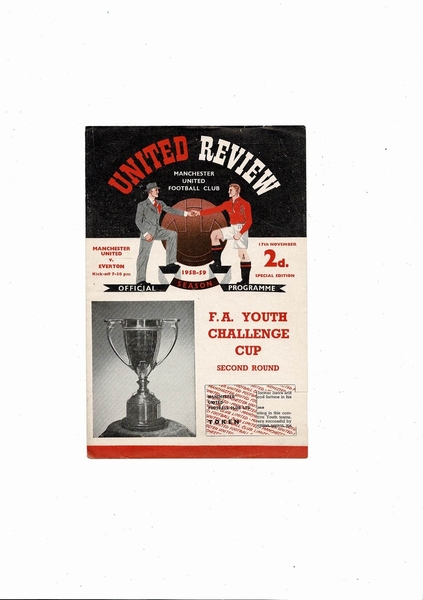 UNITED REVIEW
MANCHESTER
UNITED
FOOTBALL CLUB
MANCHESTER
UNITED
v.
EVERTON
Kick-off 7-30 pm
17th NOVEMBER
2d.
SPECIAL EDITION
1958-59
OFFICIAL SEASON PROGRAMME
F.A. YOUTH
CHALLENGE
CUP
SECOND ROUND
MANCHESTER
UNITED
FOOTBALL CLUB LTD
TOKEN